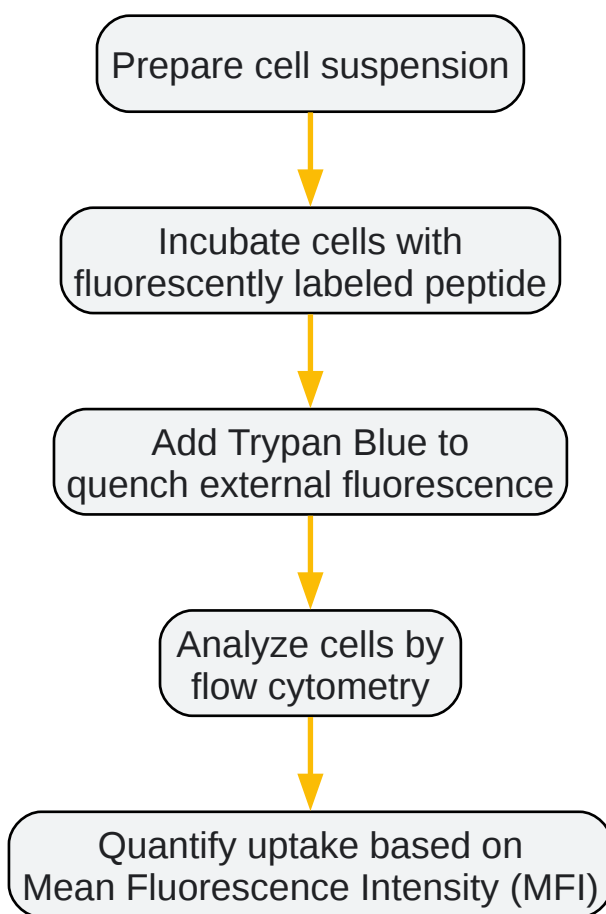 Prepare cell suspension
Incubate cells with
fluorescently labeled peptide
Add Trypan Blue to
quench external fluorescence
Analyze cells by
flow cytometry
Quantify uptake based on
Mean Fluorescence Intensity (MFI)